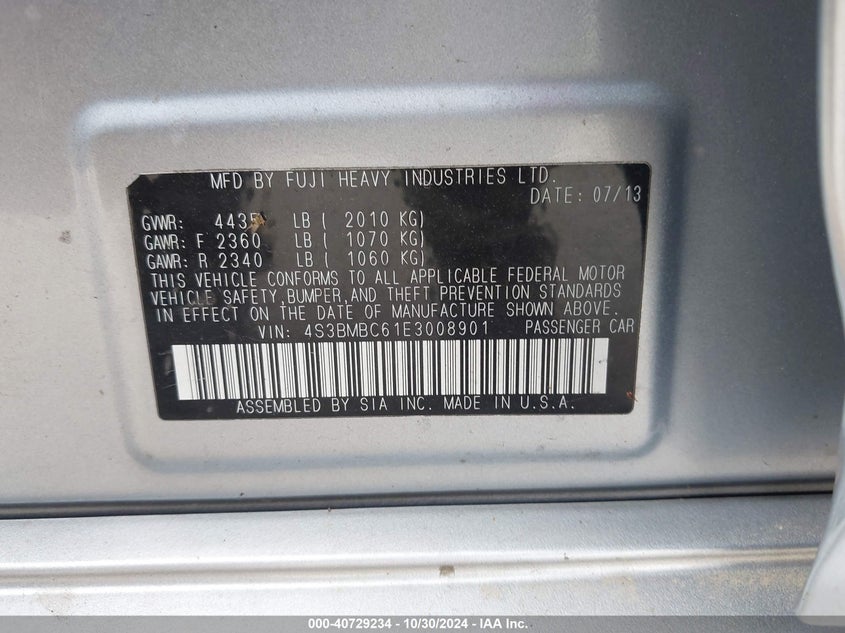 MFD BY FUJI HEAVY INDUSTRIES LTD.
DATE: 07/13
GVWR: 4435 LB ( 2010 KG)
GAWR: F 2360 LB ( 1070 KG)
GAWR: R 2340 LB ( 1060 KG)
THIS VEHICLE CONFORMS TO ALL APPLICABLE FEDERAL MOTOR
VEHICLE SAFETY,BUMPER,AND THEFT PREVENTION STANDARDS
IN EFFECT ON THE DATE OF MANUFACTURE SHOWN ABOVE.
VIN: 4S3BMBC61E3008901 PASSENGER CAR
ASSEMBLED BY SIA INC. MADE IN U.S.A.
000-40729234 - 10/30/2024 - IAA Inc.